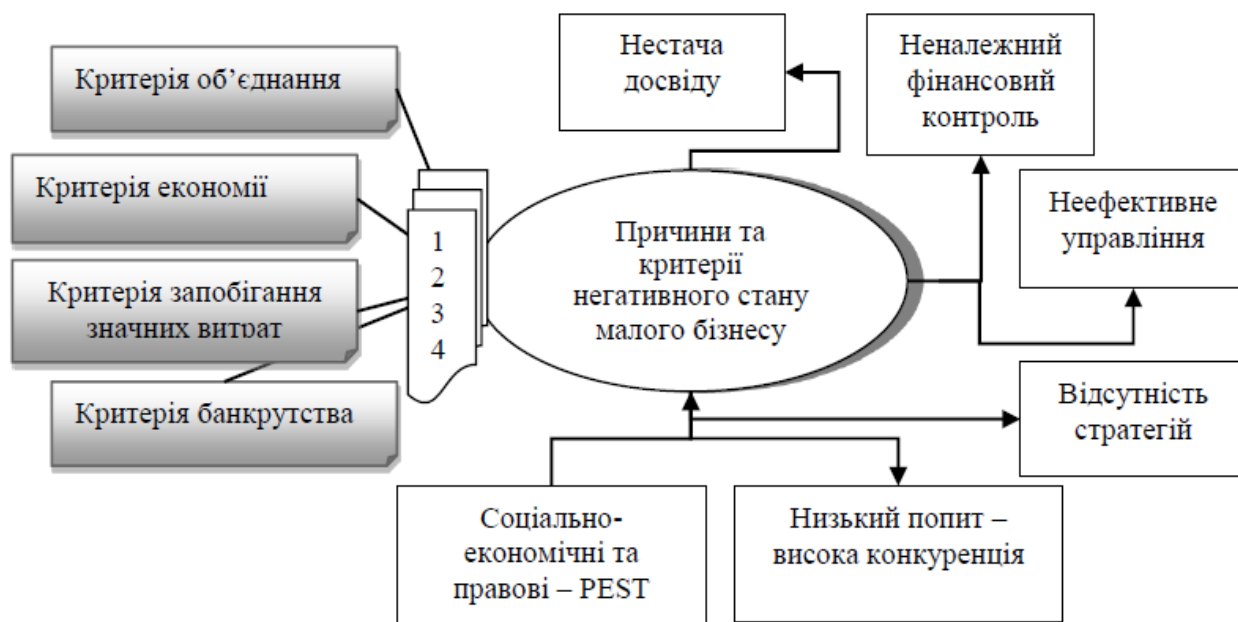 Критерія об’єднання
Критерія економії
Критерія запобігання
значних витрат
Критерія банкрутства
1
2
3
4
Причини та
критерії
негативного стану
малого бізнесу
Нестача
досвіду
Неналежний
фінансовий
контроль
Неефективне
управління
Відсутність
стратегій
Соціально-
економічні та
правові – PEST
Низький попит –
висока конкуренція